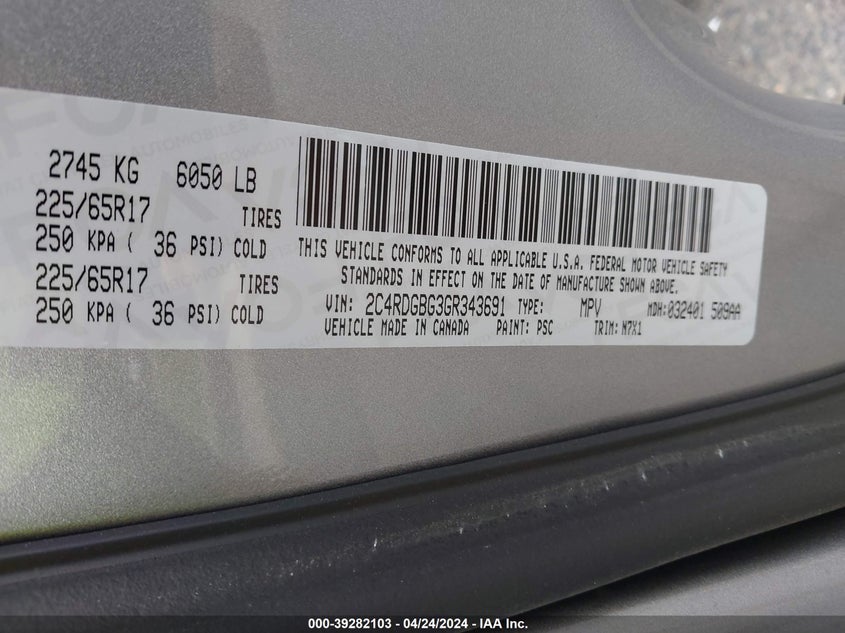 2745 KG 6050 LB
225/65R17 TIRES
250 KPA ( 36 PSI) COLD
225/65R17 TIRES
250 KPA ( 36 PSI) COLD
THIS VEHICLE CONFORMS TO ALL APPLICABLE U.S.A. FEDERAL MOTOR VEHICLE SAFETY
STANDARDS IN EFFECT ON THE DATE OF MANUFACTURE SHOWN ABOVE.
VIN: 2C4RDGBG3GR343691 TYPE: MPV MDH:032401 509AA
VEHICLE MADE IN CANADA PAINT: PSC TRIM: N7X1
000-39282103 / 04/24/2024 - IAA Inc.